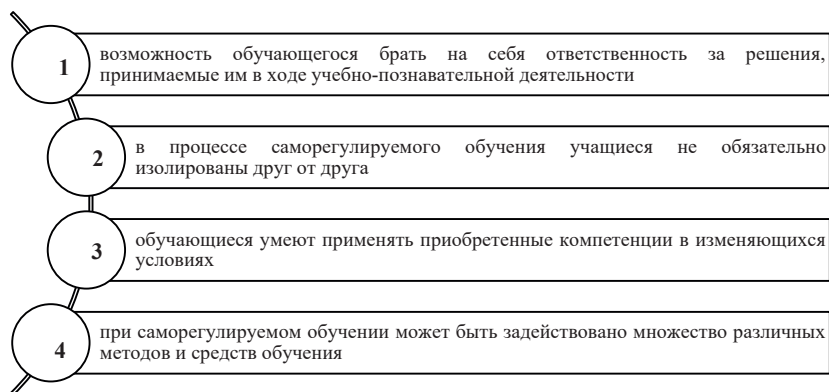 1
возможность обучающегося брать на себя ответственность за решения,
принимаемые им в ходе учебно-познавательной деятельности
2
в процессе саморегулируемого обучения учащиеся не обязательно
изолированы друг от друга
3
обучающиеся умеют применять приобретенные компетенции в изменяющихся
условиях
4
при саморегулируемом обучении может быть задействовано множество различных
методов и средств обучения